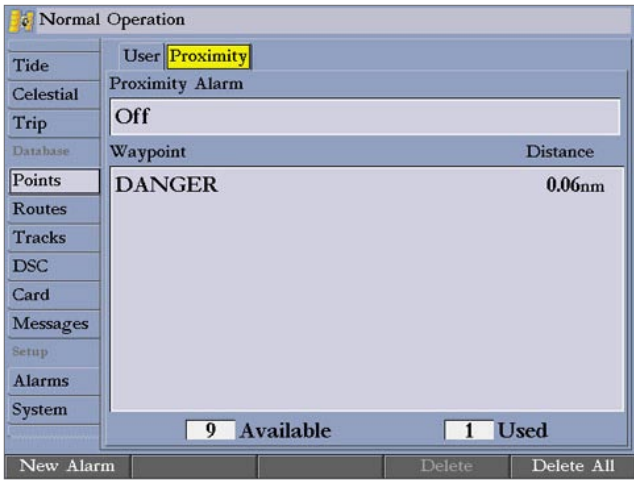 Normal Operation
User Proximity
Tide
Celestial
Trip
Database
Points
Routes
Tracks
DSC
Card
Messages
Setup
Alarms
System
Proximity Alarm
Off
Waypoint Distance
DANGER 0.06nm
9 Available 1 Used
New Alarm Delete Delete All